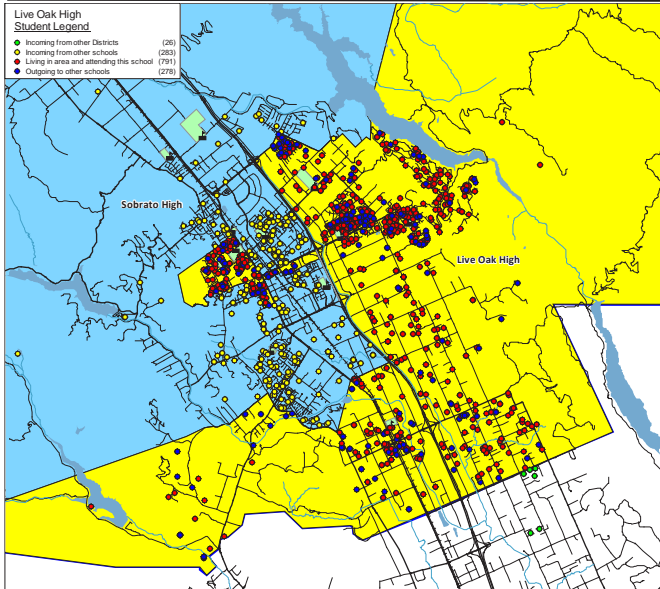 Live Oak High
Student Legend
Incoming from other Districts (26)
Incoming from other schools (283)
Living in area and attending this school (791)
Outgoing to other schools (278)
Sobrato High
Live Oak High